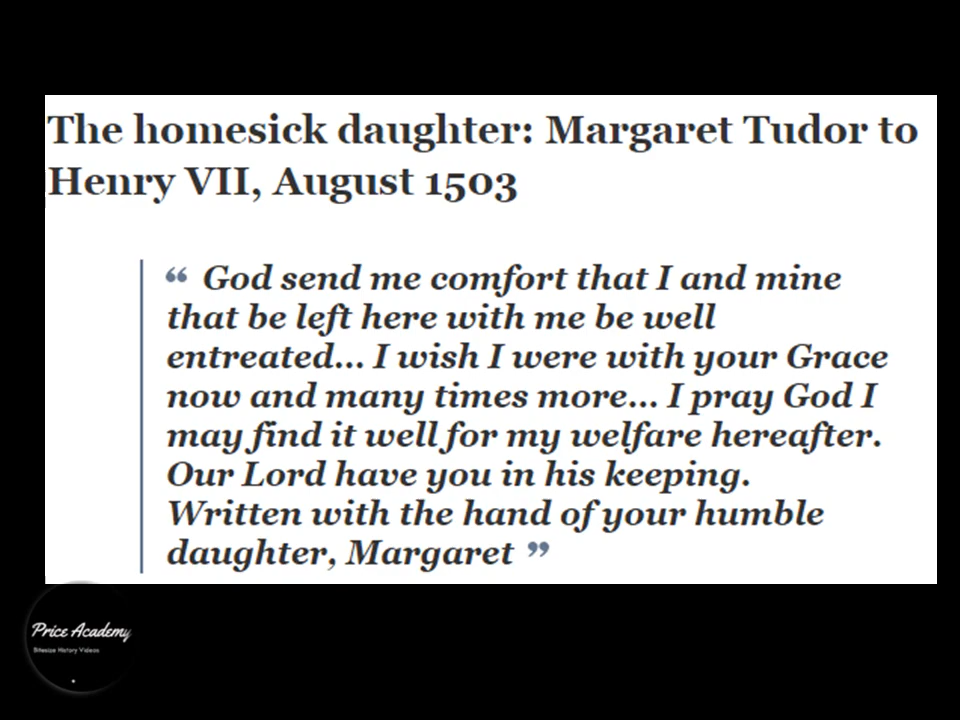 The homesick daughter: Margaret Tudor to
Henry VII, August 1503
“ God send me comfort that I and mine
that be left here with me be well
entreated... I wish I were with your Grace
now and many times more... I pray God I
may find it well for my welfare hereafter.
Our Lord have you in his keeping.
Written with the hand of your humble
daughter, Margaret ”
Price Academy
Bitesize History Videos